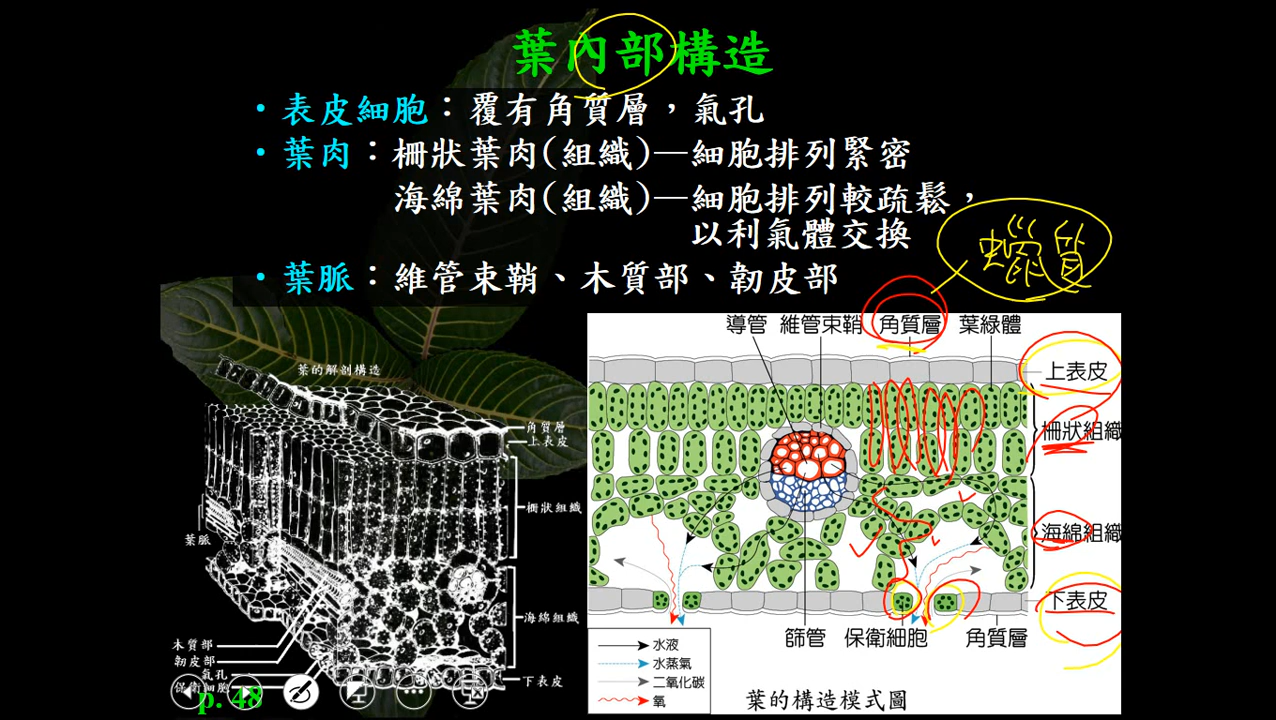 葉內部構造
• 表皮細胞：覆有角質層，氣孔
• 葉肉：柵狀葉肉(組織)—細胞排列緊密
海綿葉肉(組織)—細胞排列較疏鬆，
以利氣體交換
蠟質
• 葉脈：維管束鞘、木質部、韌皮部
導管 維管束鞘 角質層 葉綠體
上表皮
柵狀組織
海綿組織
下表皮
篩管 保衛細胞 角質層
水液
水蒸氣
二氧化碳
氧
葉的構造模式圖
葉的解剖構造
角質層
上表皮
柵狀組織
葉脈
海綿組織
木質部
韌皮部
氣孔
保衛細胞
下表皮
p. 48